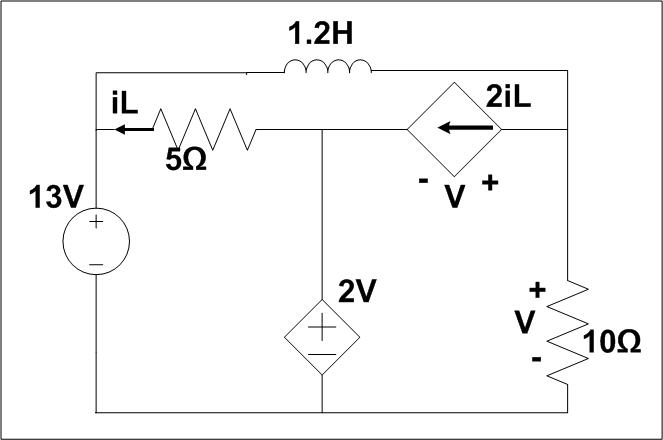 1.2H
iL
2iL
5Ω
- V +
13V
+
-
2V
+
-
+
V
-
10Ω